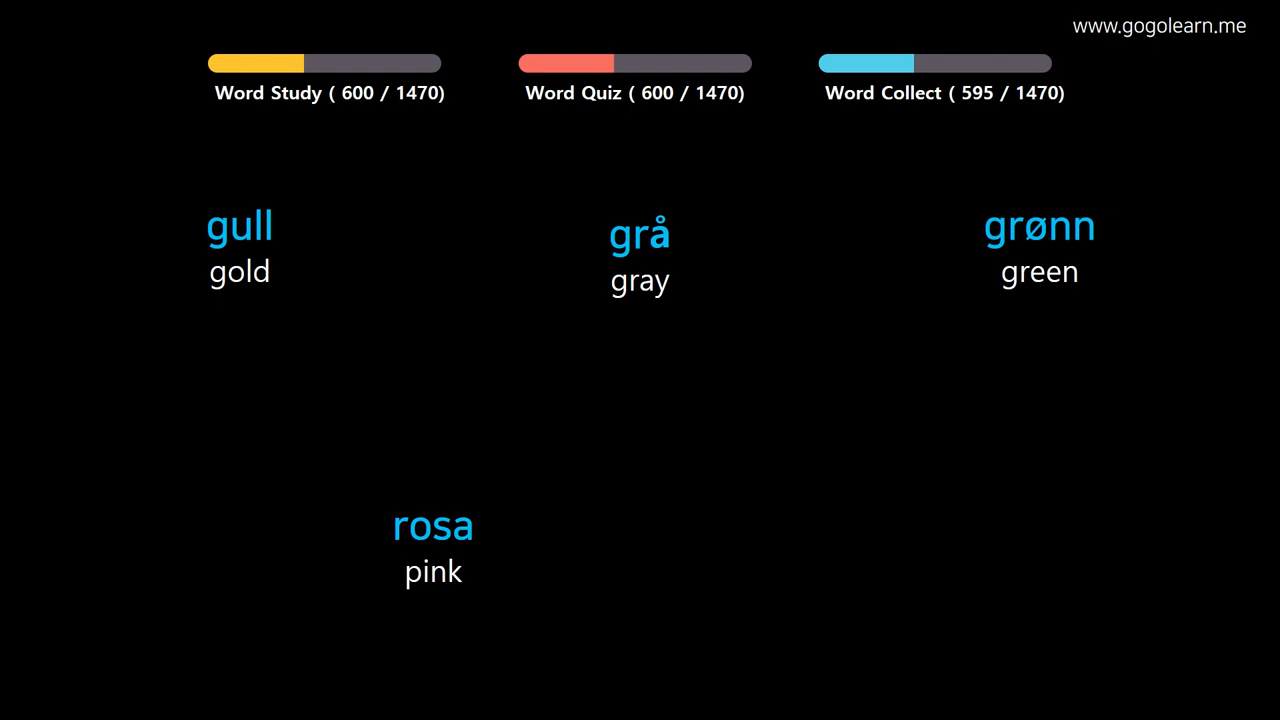 www.gogolearn.me
Word Study ( 600 / 1470)
Word Quiz ( 600 / 1470)
Word Collect ( 595 / 1470)
gull
gold
grå
gray
grønn
green
rosa
pink